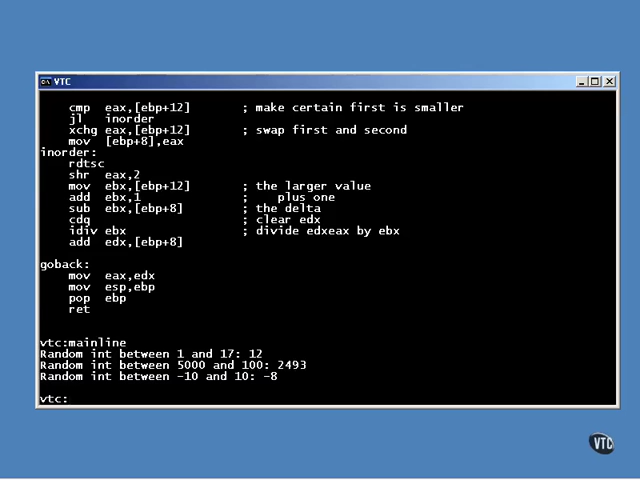 VTC
cmp eax,[ebp+12] ; make certain first is smaller
jl inorder
xchg eax,[ebp+12] ; swap first and second
mov [ebp+8],eax
inorder:
rdtsc
shr eax,2
mov ebx,[ebp+12] ; the larger value
add ebx,1 ; plus one
sub ebx,[ebp+8] ; the delta
cdq ; clear edx
idiv ebx ; divide edxeax by ebx
add edx,[ebp+8]
goback:
mov eax,edx
mov esp,ebp
pop ebp
ret
vtc:mainline
Random int between 1 and 17: 12
Random int between 5000 and 100: 2493
Random int between -10 and 10: -8
vtc:
VTC